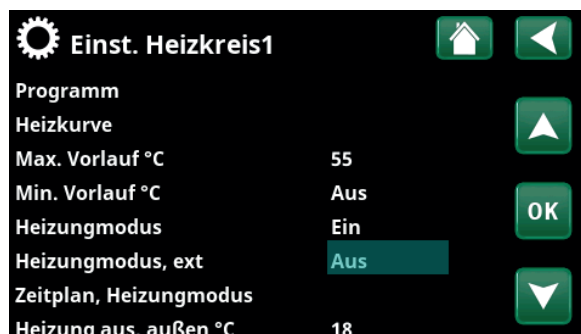 Einst. Heizkreis1
Programm
Heizkurve
Max. Vorlauf °C 55
Min. Vorlauf °C Aus
Heizungmodus Ein
OK
Heizungmodus, ext Aus
Zeitplan, Heizungmodus
Heizung aus, außen °C 18